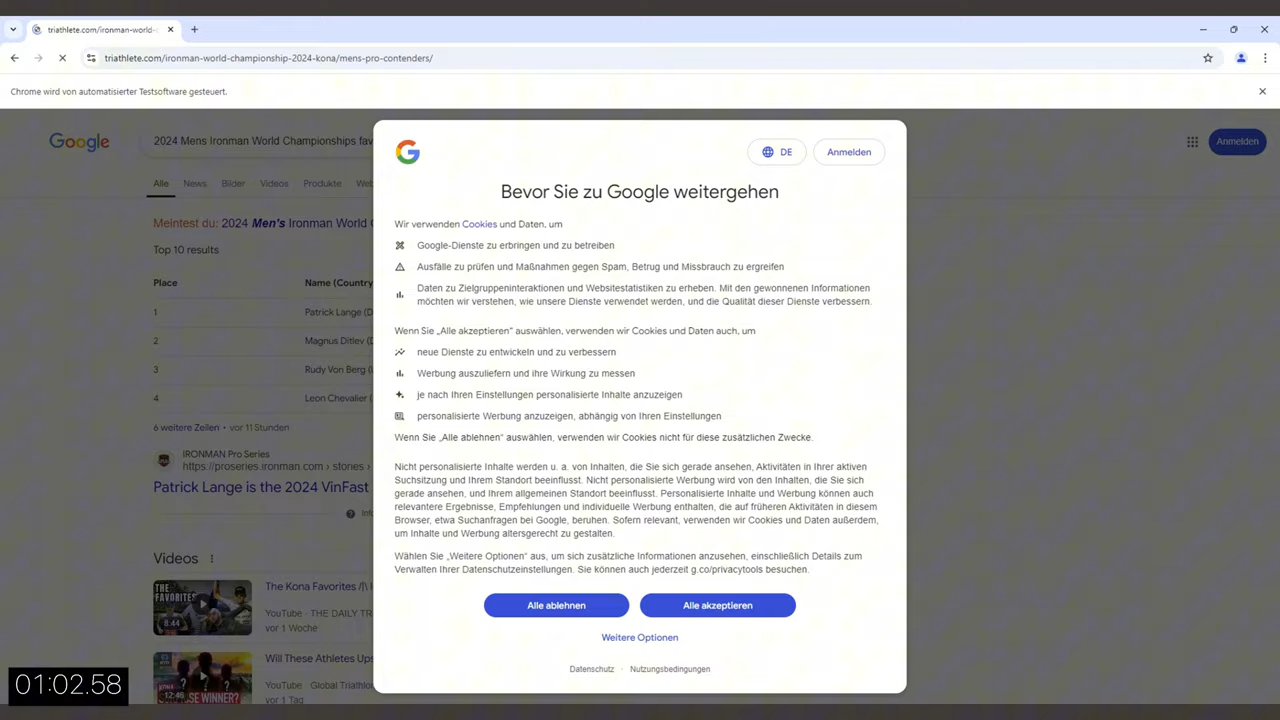 triathlete.com/ironman-world-
triathlete.com/ironman-world-championship-2024-kona/mens-pro-contenders/
Chrome wird von automatisierter Testsoftware gesteuert.
Google
2024 Mens Ironman World Championships fav
Anmelden
Alle News Bilder Videos Produkte Web
Meintest du: 2024 Men's Ironman World C
Top 10 results
Place Name (Country
1 Patrick Lange (D
2 Magnus Ditlev (D
3 Rudy Von Berg (
4 Leon Chevalier (
6 weitere Zeilen • vor 11 Stunden
IRONMAN Pro Series
https://proseries.ironman.com › stories
Patrick Lange is the 2024 VinFast
Videos
The Kona Favorites /|\
YouTube · THE DAILY TR
vor 1 Woche
THE
FAVORITES
8:44
Will These Athletes Ups
YouTube · Global Triathlo
vor 1 Tag
SE WINNER?
12:46
G
DE
Anmelden
Bevor Sie zu Google weitergehen
Wir verwenden Cookies und Daten, um
Google-Dienste zu erbringen und zu betreiben
Ausfälle zu prüfen und Maßnahmen gegen Spam, Betrug und Missbrauch zu ergreifen
Daten zu Zielgruppeninteraktionen und Websitestatistiken zu erheben. Mit den gewonnenen Informationen
möchten wir verstehen, wie unsere Dienste verwendet werden, und die Qualität dieser Dienste verbessern.
Wenn Sie „Alle akzeptieren“ auswählen, verwenden wir Cookies und Daten auch, um
neue Dienste zu entwickeln und zu verbessern
Werbung auszuliefern und ihre Wirkung zu messen
je nach Ihren Einstellungen personalisierte Inhalte anzuzeigen
personalisierte Werbung anzuzeigen, abhängig von Ihren Einstellungen
Wenn Sie „Alle ablehnen“ auswählen, verwenden wir Cookies nicht für diese zusätzlichen Zwecke.
Nicht personalisierte Inhalte werden u. a. von Inhalten, die Sie sich gerade ansehen, Aktivitäten in Ihrer aktiven
Suchsitzung und Ihrem Standort beeinflusst. Nicht personalisierte Werbung wird von den Inhalten, die Sie sich
gerade ansehen, und Ihrem allgemeinen Standort beeinflusst. Personalisierte Inhalte und Werbung können auch
relevantere Ergebnisse, Empfehlungen und individuelle Werbung enthalten, die auf früheren Aktivitäten in diesem
Browser, etwa Suchanfragen bei Google, beruhen. Sofern relevant, verwenden wir Cookies und Daten außerdem,
um Inhalte und Werbung altersgerecht zu gestalten.
Wählen Sie „Weitere Optionen“ aus, um sich zusätzliche Informationen anzusehen, einschließlich Details zum
Verwalten Ihrer Datenschutzeinstellungen. Sie können auch jederzeit g.co/privacytools besuchen.
Alle ablehnen
Alle akzeptieren
Weitere Optionen
Datenschutz · Nutzungsbedingungen
01:02.58